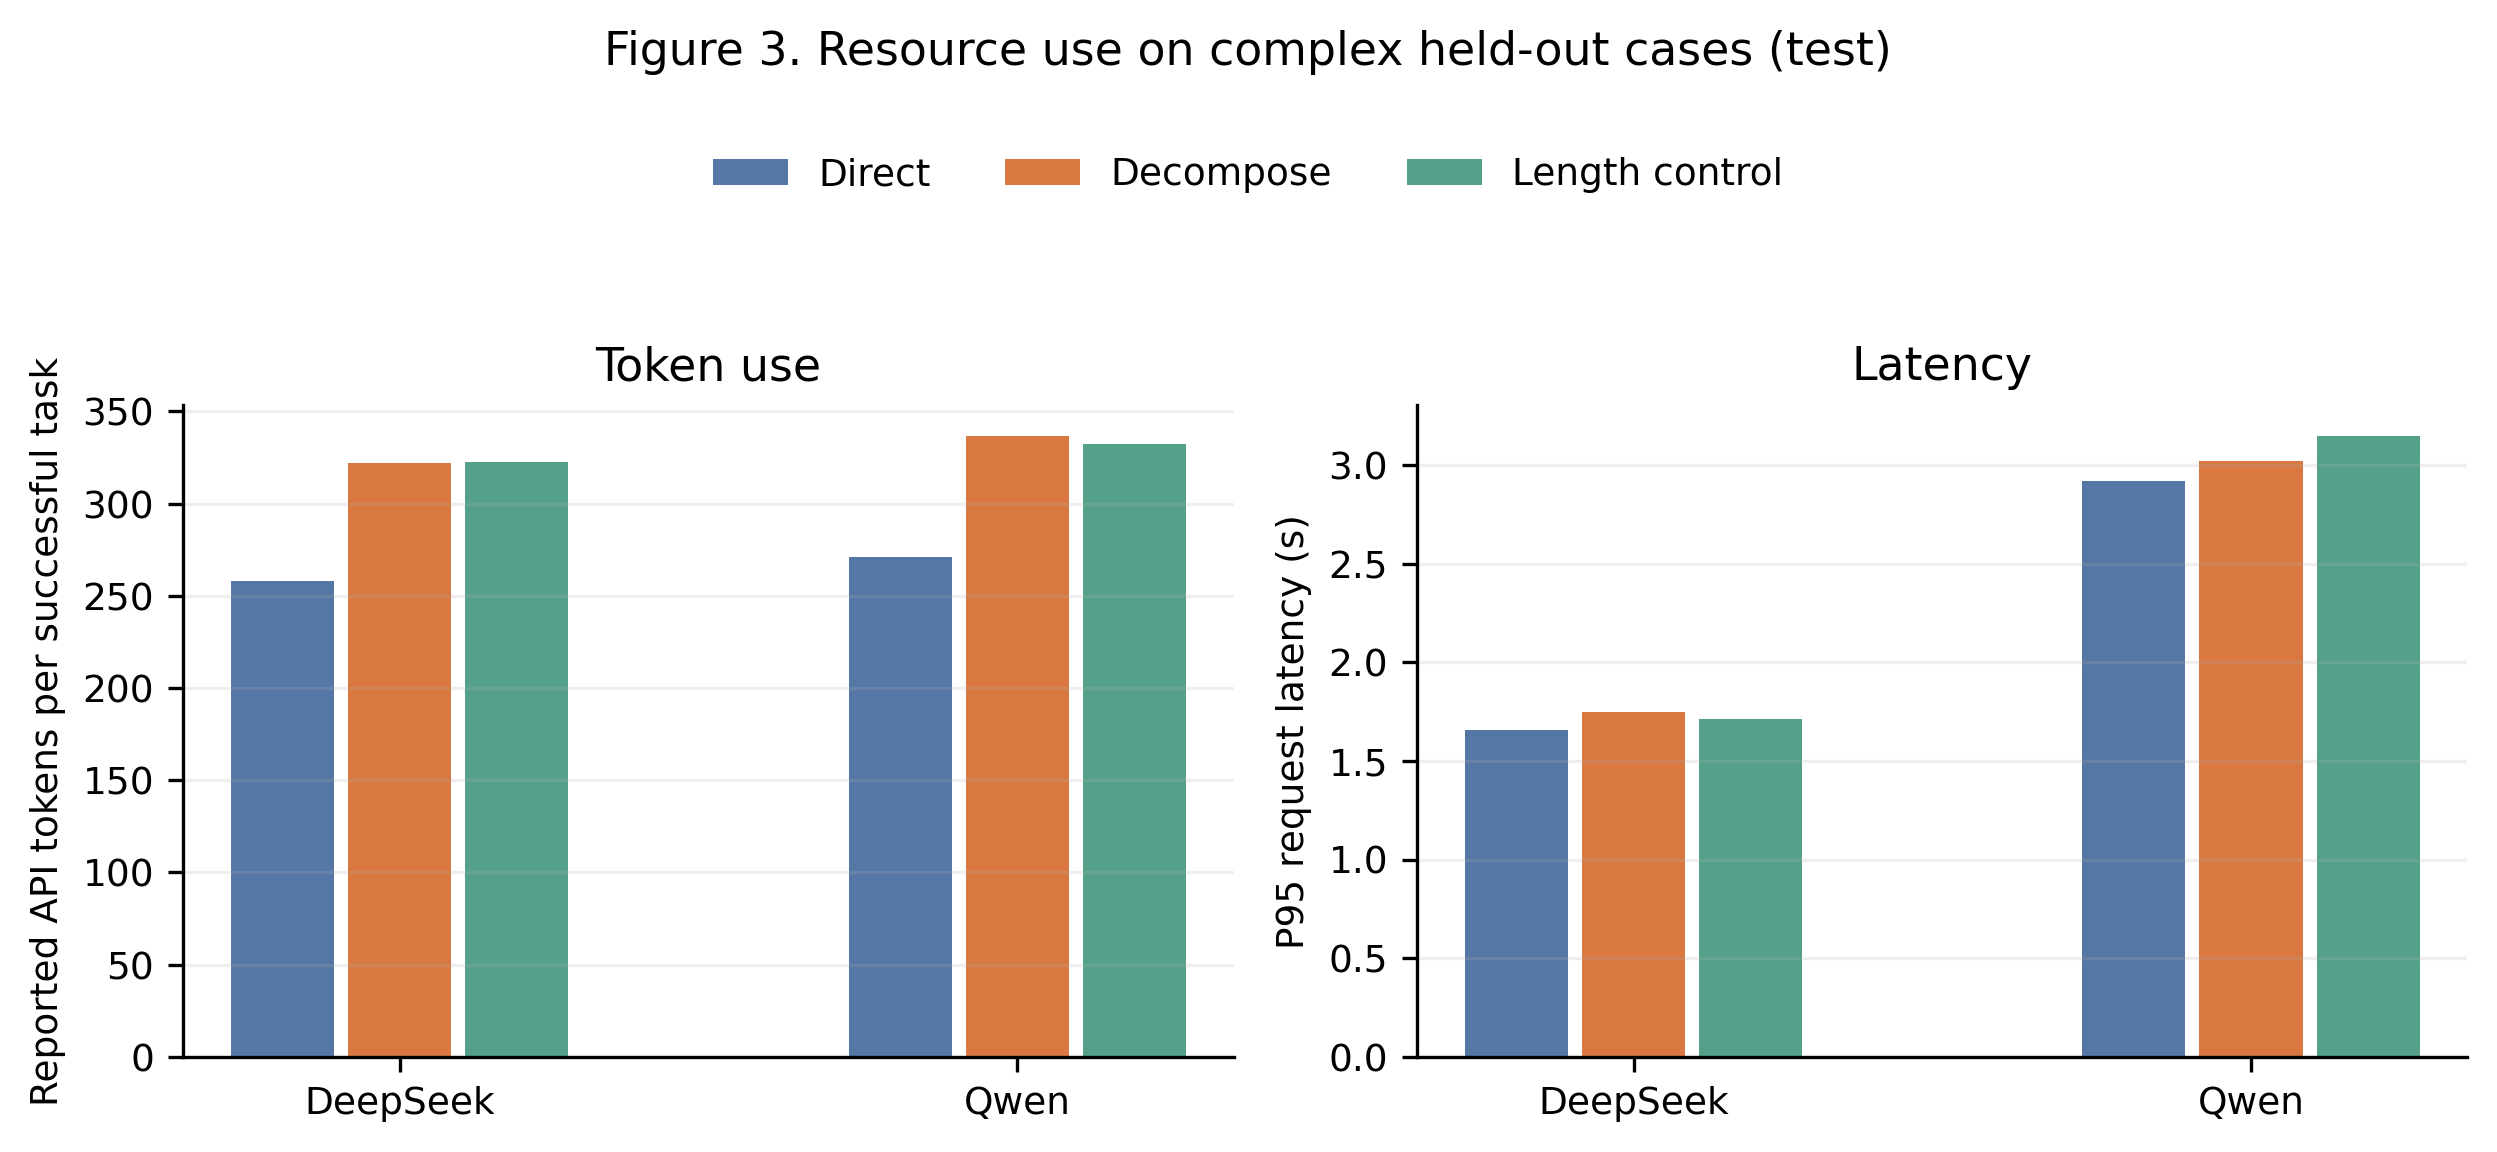 Figure 3. Resource use on complex held-out cases (test)
Direct
Decompose
Length control
Token use
Reported API tokens per successful task
350
300
250
200
150
100
50
0
DeepSeek
Qwen
Latency
P95 request latency (s)
3.0
2.5
2.0
1.5
1.0
0.5
0.0
DeepSeek
Qwen